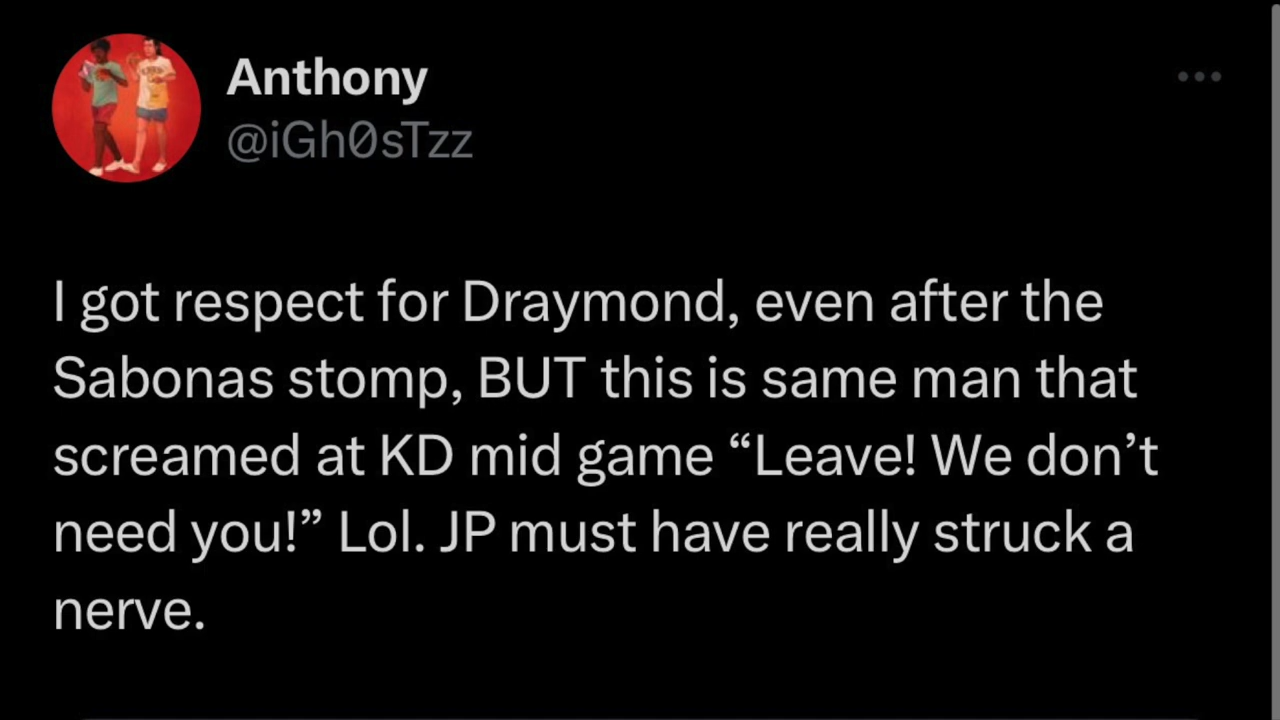 Anthony
@iGh0sTzz
I got respect for Draymond, even after the
Sabonas stomp, BUT this is same man that
screamed at KD mid game “Leave! We don’t
need you!” Lol. JP must have really struck a
nerve.